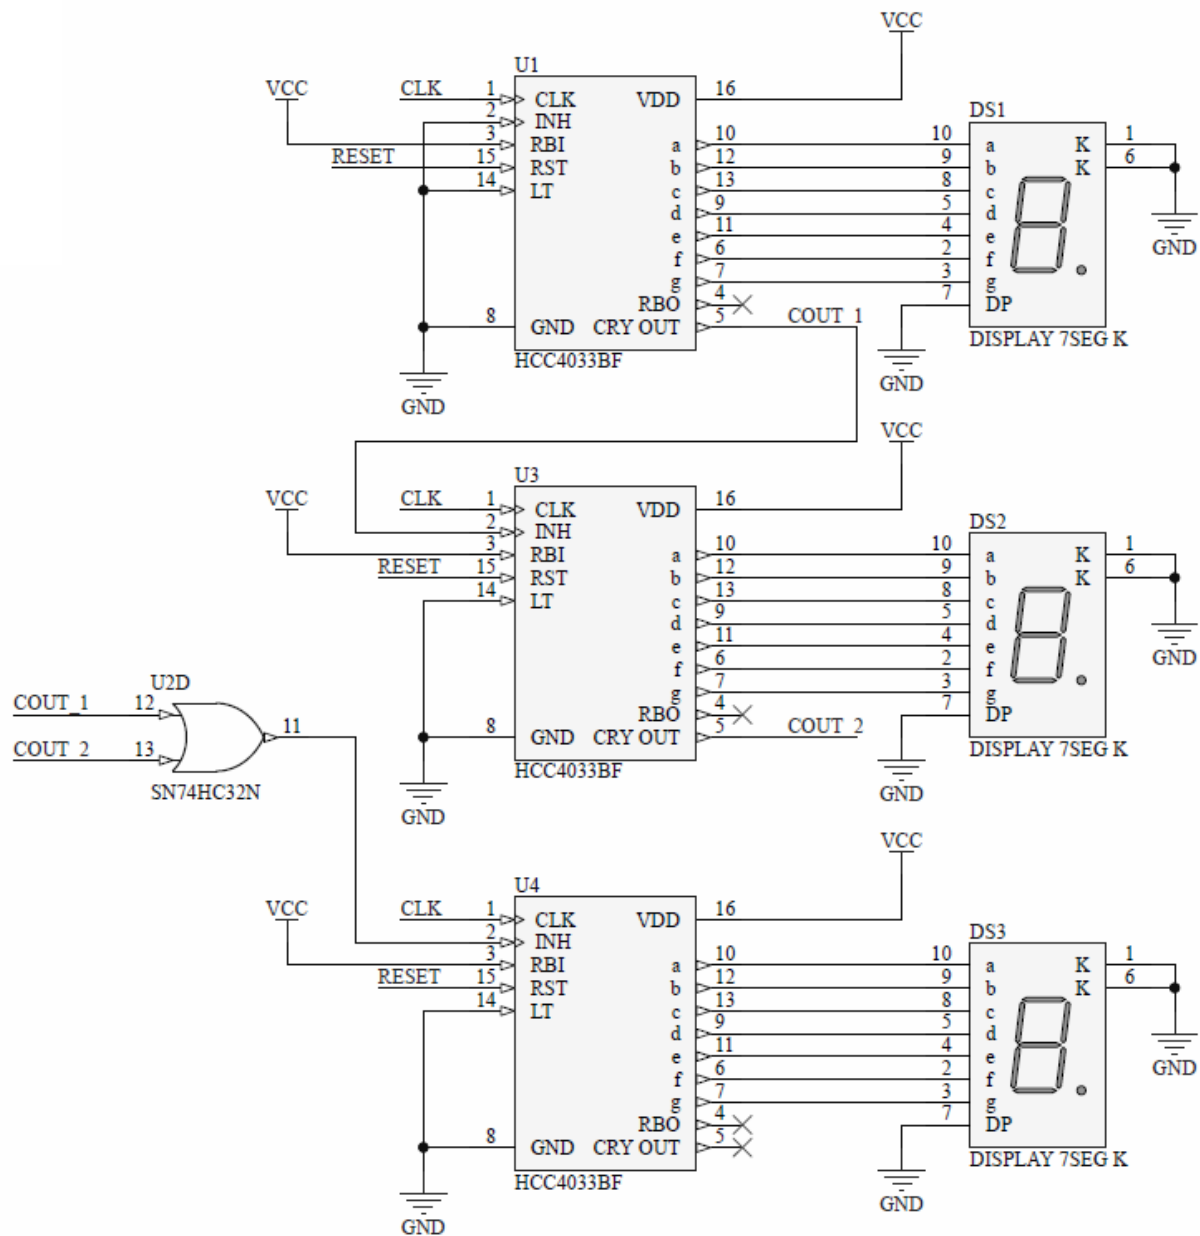 VCC
U1
VCC CLK 1 CLK VDD 16
2 INH DS1
3 RBI a 10 10 a K 1
RESET 15 RST b 12 9 b K 6
14 LT c 13 8 c
d 9 5 d
e 11 4 e GND
f 6 2 f
g 7 3 g
RBO 4 7 DP
8 GND CRY OUT 5 COUT_1 DISPLAY 7SEG K
HCC4033BF
GND GND
VCC
U3
VCC CLK 1 CLK VDD 16
2 INH DS2
3 RBI a 10 10 a K 1
RESET 15 RST b 12 9 b K 6
14 LT c 13 8 c
d 9 5 d
e 11 4 e GND
f 6 2 f
U2D g 7 3 g
COUT_1 12 RBO 4 7 DP
11 8 GND CRY OUT 5 COUT_2
COUT_2 13 DISPLAY 7SEG K
HCC4033BF
SN74HC32N
GND GND
VCC
U4
VCC CLK 1 CLK VDD 16
2 INH DS3
3 RBI a 10 10 a K 1
RESET 15 RST b 12 9 b K 6
14 LT c 13 8 c
d 9 5 d
e 11 4 e GND
f 6 2 f
g 7 3 g
RBO 4 7 DP
8 GND CRY OUT 5
DISPLAY 7SEG K
HCC4033BF
GND GND